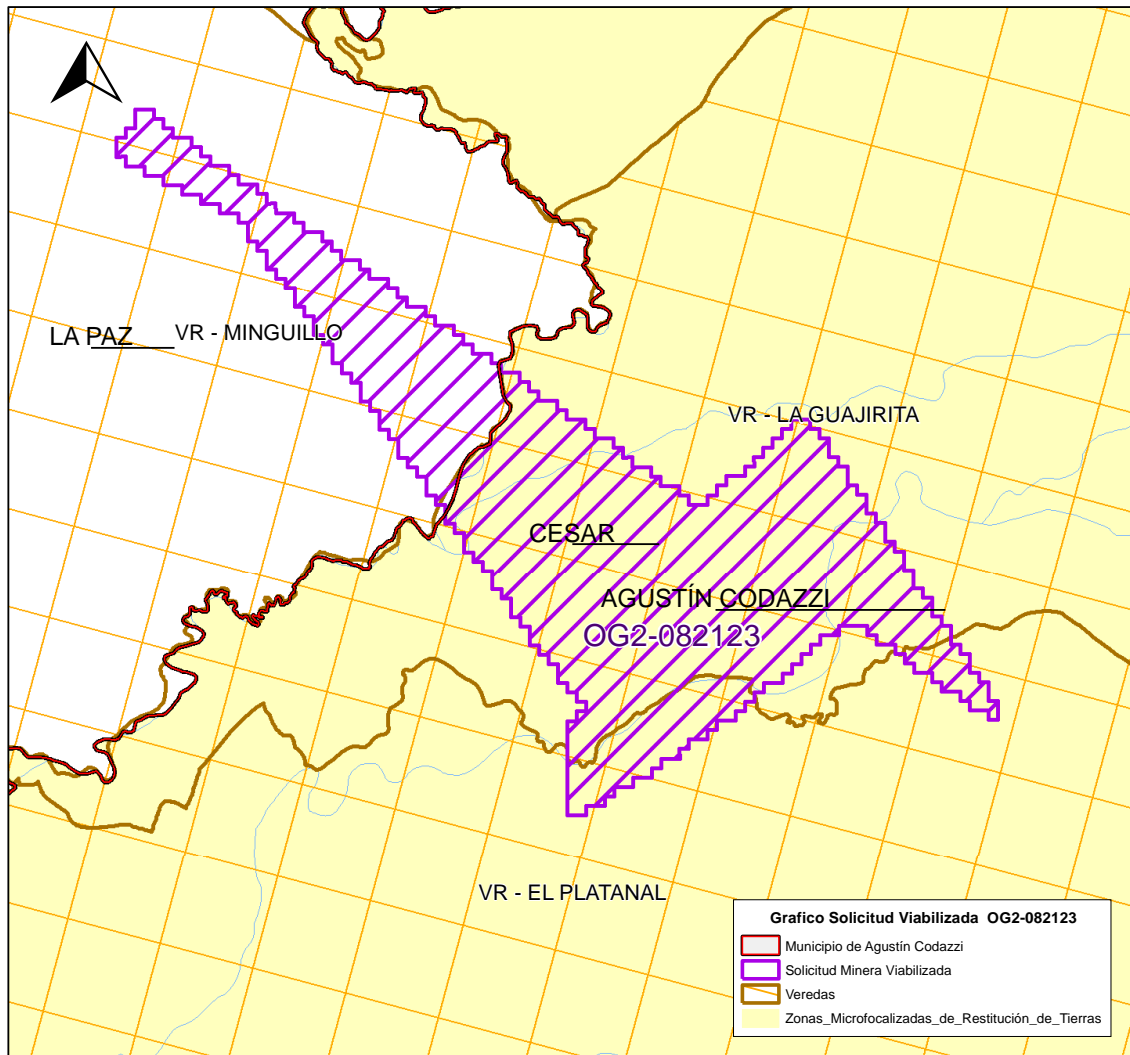 LA PAZ
VR - MINGUILLO
VR - LA GUAJIRITA
CESAR
AGUSTÍN CODAZZI
OG2-082123
VR - EL PLATANAL
Grafico Solicitud Viabilizada OG2-082123
Municipio de Agustín Codazzi
Solicitud Minera Viabilizada
Veredas
Zonas_Microfocalizadas_de_Restitución_de_Tierras